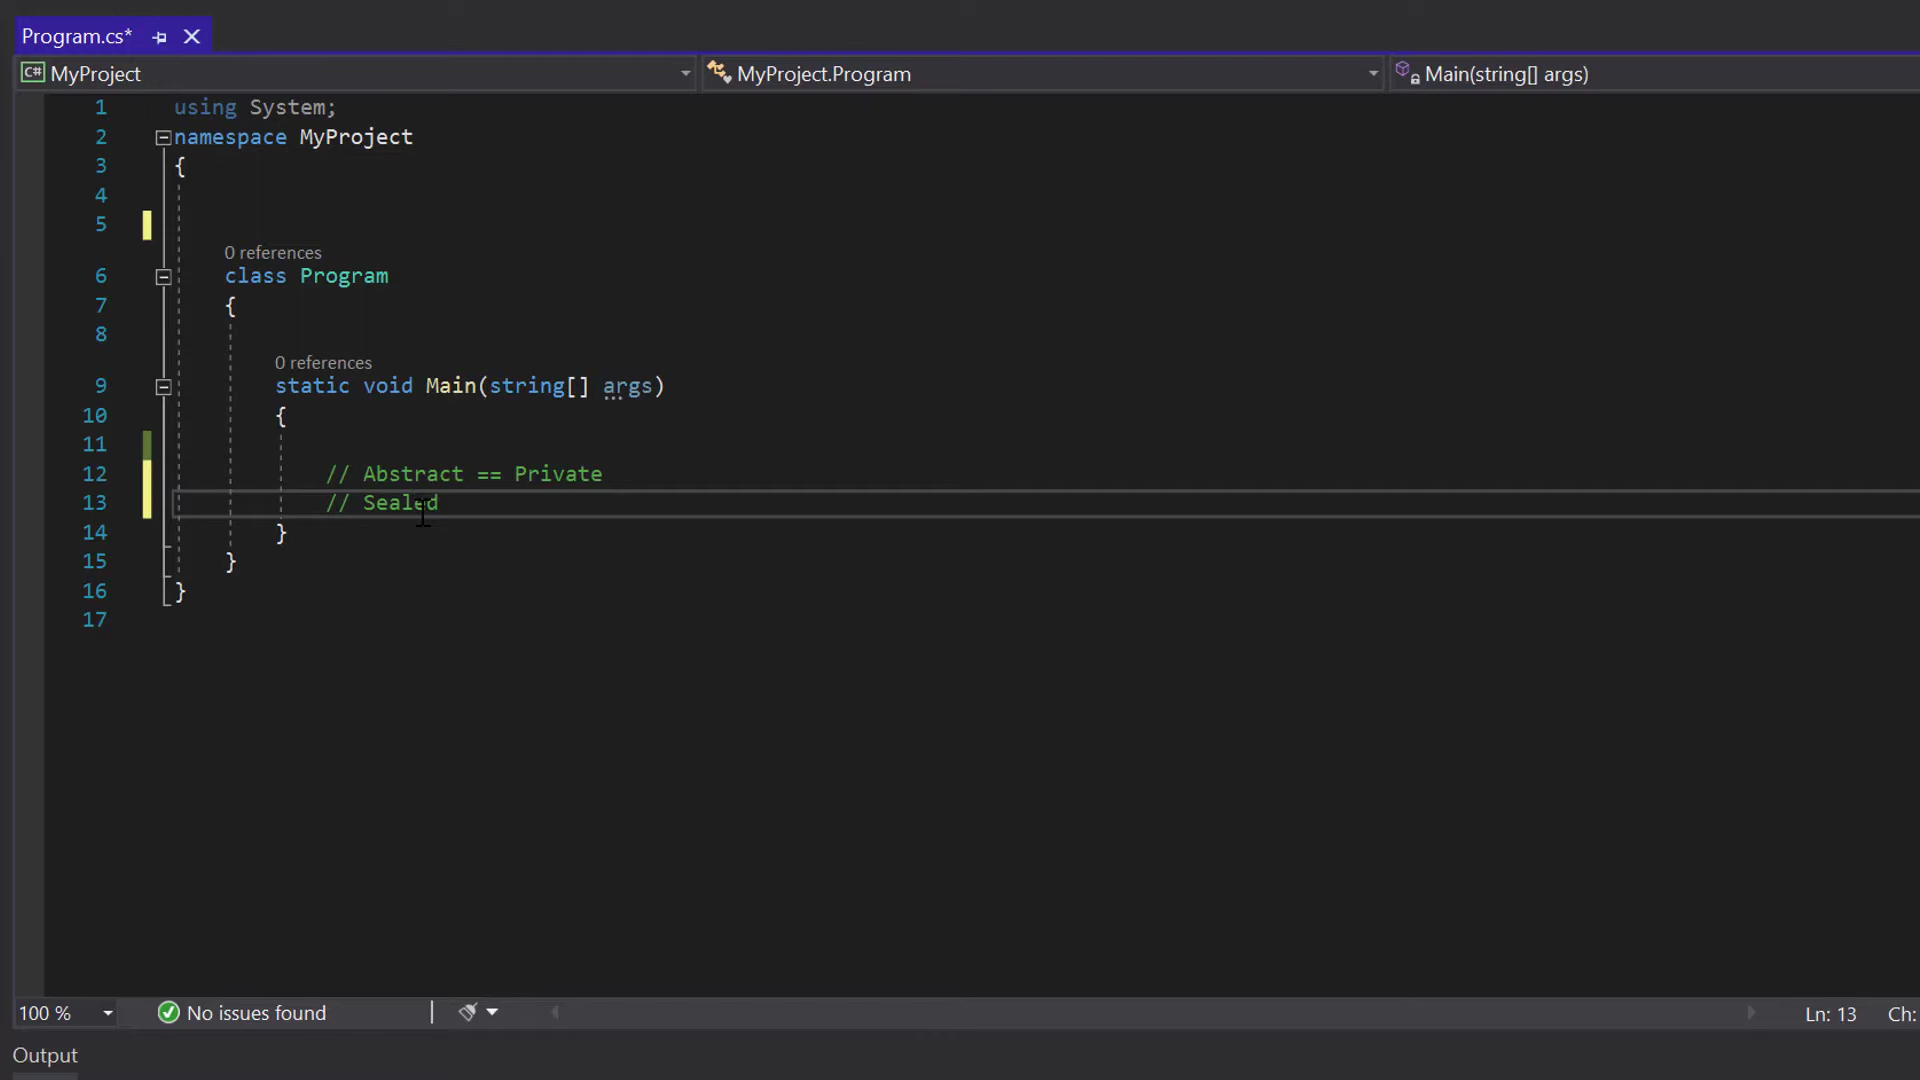 Program.cs*
MyProject
MyProject.Program
Main(string[] args)
1 using System;
2 namespace MyProject
3 {
4
5
0 references
6 class Program
7 {
8
0 references
9 static void Main(string[] args)
10 {
11
12 // Abstract == Private
13 // Sealed
14 }
15 }
16 }
17
100 %
No issues found
Ln: 13
Ch:
Output